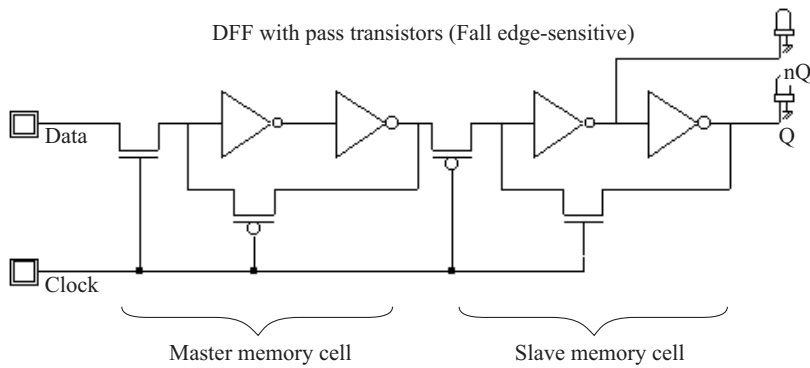 DFF with pass transistors (Fall edge-sensitive)
nQ
Data
Q
Clock
Master memory cell
Slave memory cell